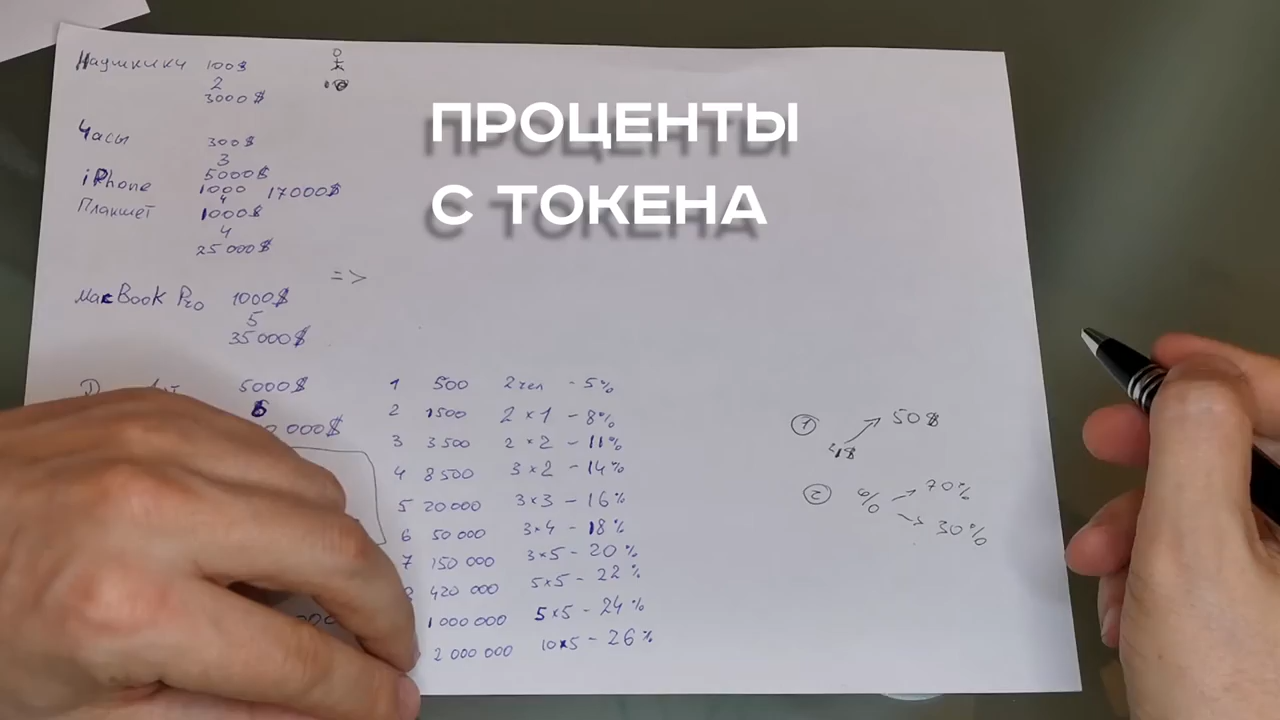 ПРОЦЕНТЫ
С ТОКЕНА
Наушники 100$
2
3000$
Часы 300$
3
5000$
iPhone 1000 17000$
4
Планшет 1000$
4
25 000$
=>
MacBook Pro 1000$
5
35 000$
5000$
6
000$
1 500 2 чел - 5%
2 1500 2 × 1 - 8%
3 3 500 2 × 2 - 11%
4 8 500 3 × 2 - 14%
5 20 000 3×3 - 16%
6 50 000 3×4 - 18%
7 150 000 3×5 - 20%
420 000 5×5 - 22%
1 000 000 5×5 - 24%
2 000 000 10×5 - 26%
1 50$
2 % 70%
30%